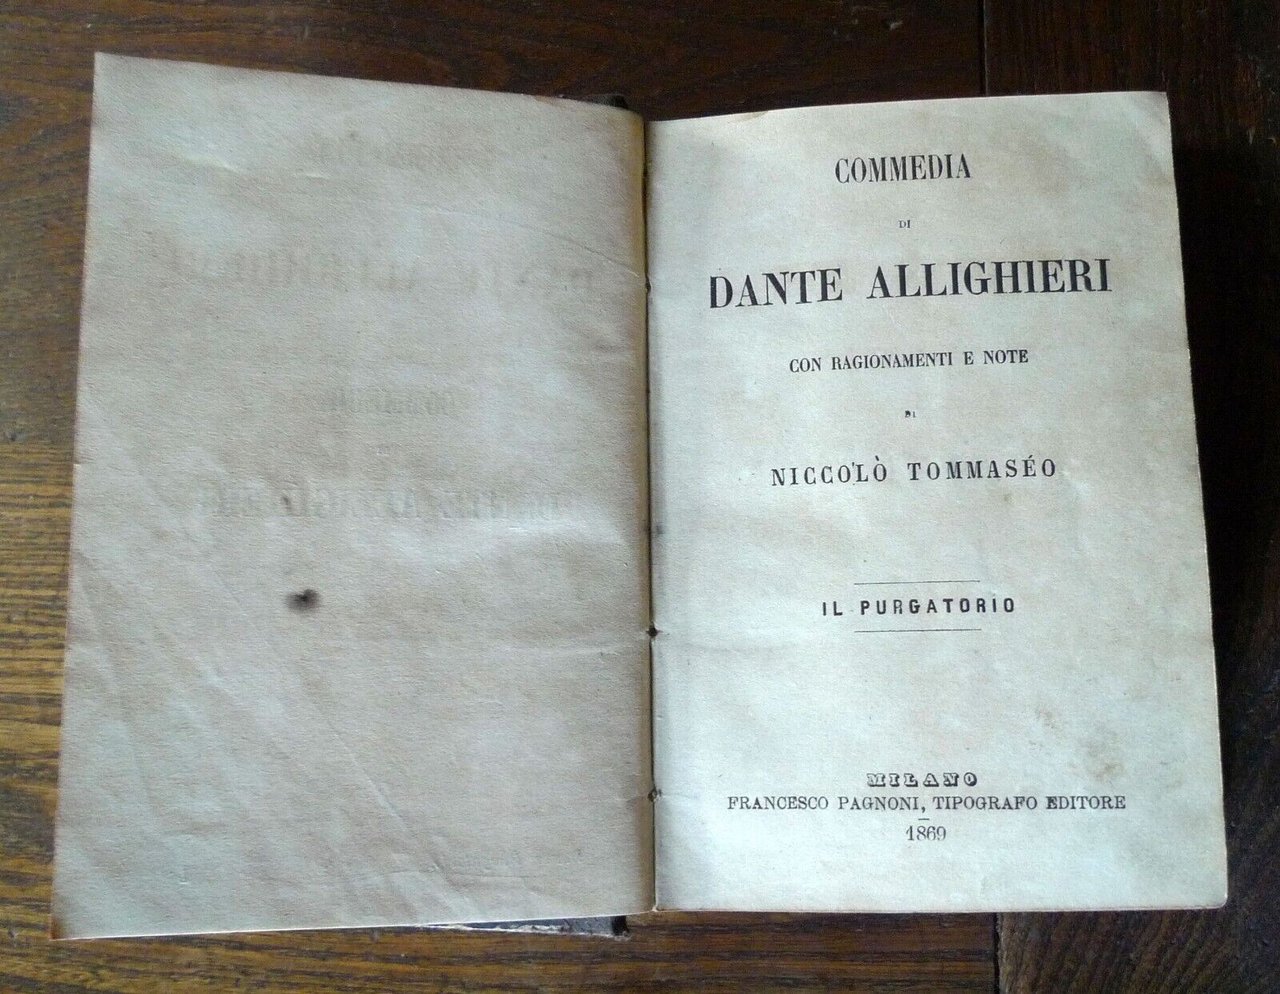 COMMEDIA
DI
DANTE ALLIGHIERI
CON RAGIONAMENTI E NOTE
DI
NICCOLÒ TOMMASÉO
IL PURGATORIO
MILANO
FRANCESCO PAGNONI, TIPOGRAFO EDITORE
1869